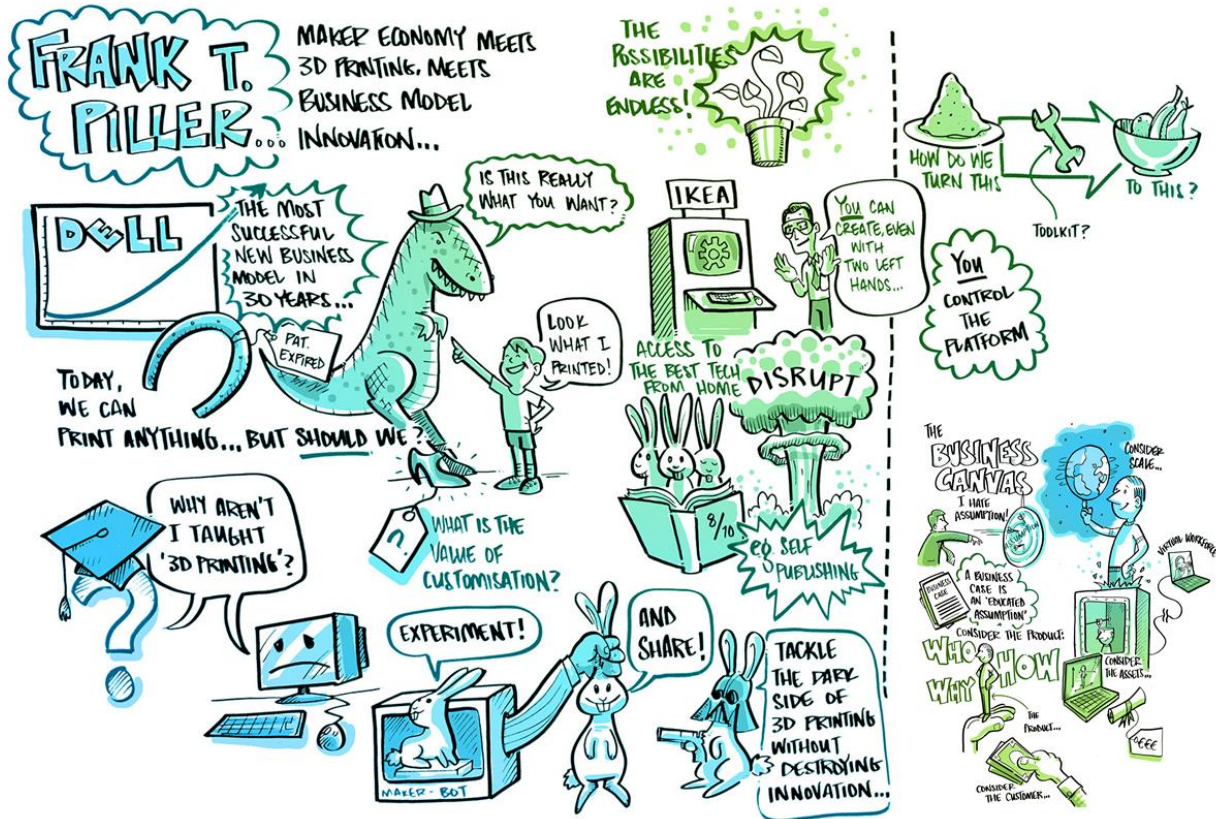 FRANK T.
PILLER...
MAKER ECONOMY MEETS
3D PRINTING, MEETS
BUSINESS MODEL
INNOVATION...
THE
POSSIBILITIES
ARE
ENDLESS!
HOW DO WE
TURN THIS
TO THIS?
TOOLKIT?
DELL
THE MOST
SUCCESSFUL
NEW BUSINESS
MODEL IN
30 YEARS...
IS THIS REALLY
WHAT YOU WANT?
PAT.
EXPIRED
LOOK
WHAT I
PRINTED!
IKEA
YOU CAN
CREATE, EVEN
WITH
TWO LEFT
HANDS...
YOU
CONTROL
THE
PLATFORM
TODAY,
WE CAN
PRINT ANYTHING... BUT SHOULD WE?
ACCESS TO
THE BEST TECH
FROM HOME
DISRUPT
8/10
eg. SELF
PUBLISHING
WHY AREN'T
I TAUGHT
'3D PRINTING'?
?
WHAT IS THE
VALUE OF
CUSTOMISATION?
EXPERIMENT!
MAKER-BOT
AND
SHARE!
TACKLE
THE DARK
SIDE OF
3D PRINTING
WITHOUT
DESTROYING
INNOVATION...
THE
BUSINESS
CANVAS
I HATE
ASSUMPTION!
CONSIDER
SCALE...
VIRTUAL WORKFORCE
BUSINESS
CASE
A BUSINESS
CASE IS
AN 'EDUCATED
ASSUMPTION'
CONSIDER THE PRODUCT:
WHO
WHY
HOW
CONSIDER
THE ASSETS...
THE
PRODUCT...
CONSIDER
THE CUSTOMER...